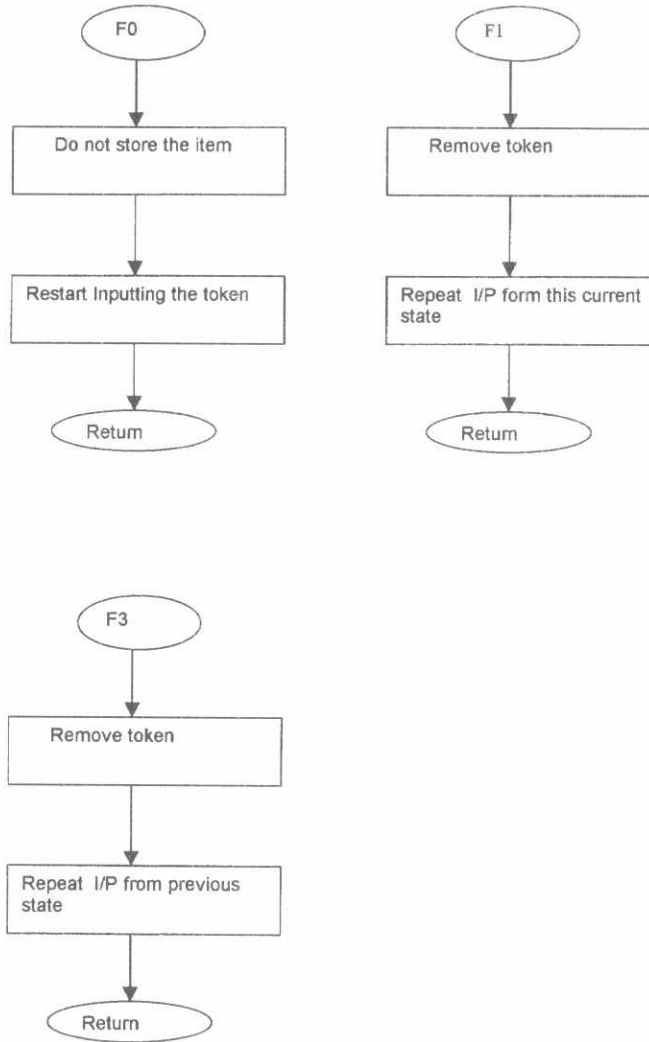 F0
Do not store the item
Restart Inputting the token
Return
F1
Remove token
Repeat I/P form this current
state
Return
F3
Remove token
Repeat I/P from previous
state
Return